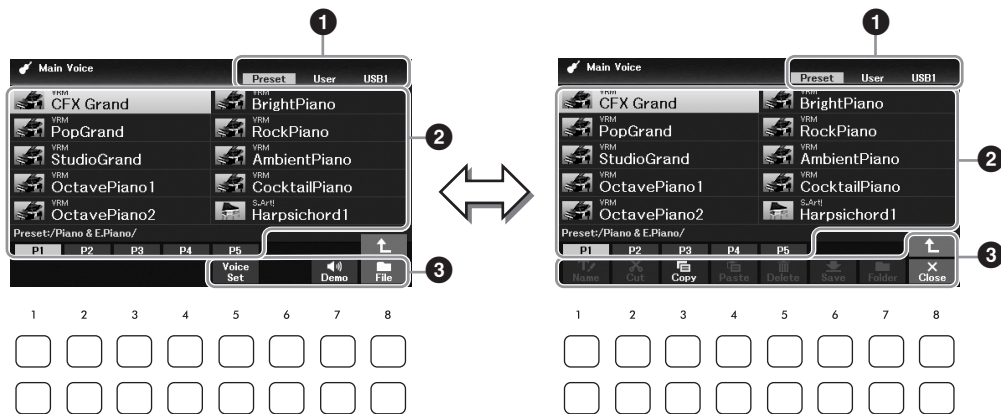 1
Main Voice
Preset User USB1
VRM
CFX Grand
VRM
BrightPiano
VRM
PopGrand
VRM
RockPiano
VRM
StudioGrand
VRM
AmbientPiano
VRM
OctavePiano1
VRM
CocktailPiano
VRM
OctavePiano2
S.Art!
Harpsichord1
2
Preset:/Piano & E.Piano/
P1 P2 P3 P4 P5
Voice Set
Demo
File
3
1 2 3 4 5 6 7 8
1
Main Voice
Preset User USB1
VRM
CFX Grand
VRM
BrightPiano
VRM
PopGrand
VRM
RockPiano
VRM
StudioGrand
VRM
AmbientPiano
VRM
OctavePiano1
VRM
CocktailPiano
VRM
OctavePiano2
S.Art!
Harpsichord1
2
Preset:/Piano & E.Piano/
P1 P2 P3 P4 P5
Name Cut Copy Paste Delete Save Folder Close
3
1 2 3 4 5 6 7 8